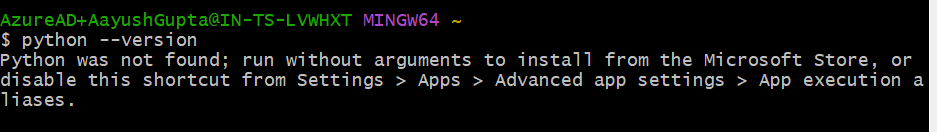 AzureAD+AayushGupta@IN-TS-LVWHXT MINGW64 ~
$ python --version
Python was not found; run without arguments to install from the Microsoft Store, or
disable this shortcut from Settings > Apps > Advanced app settings > App execution a
liases.